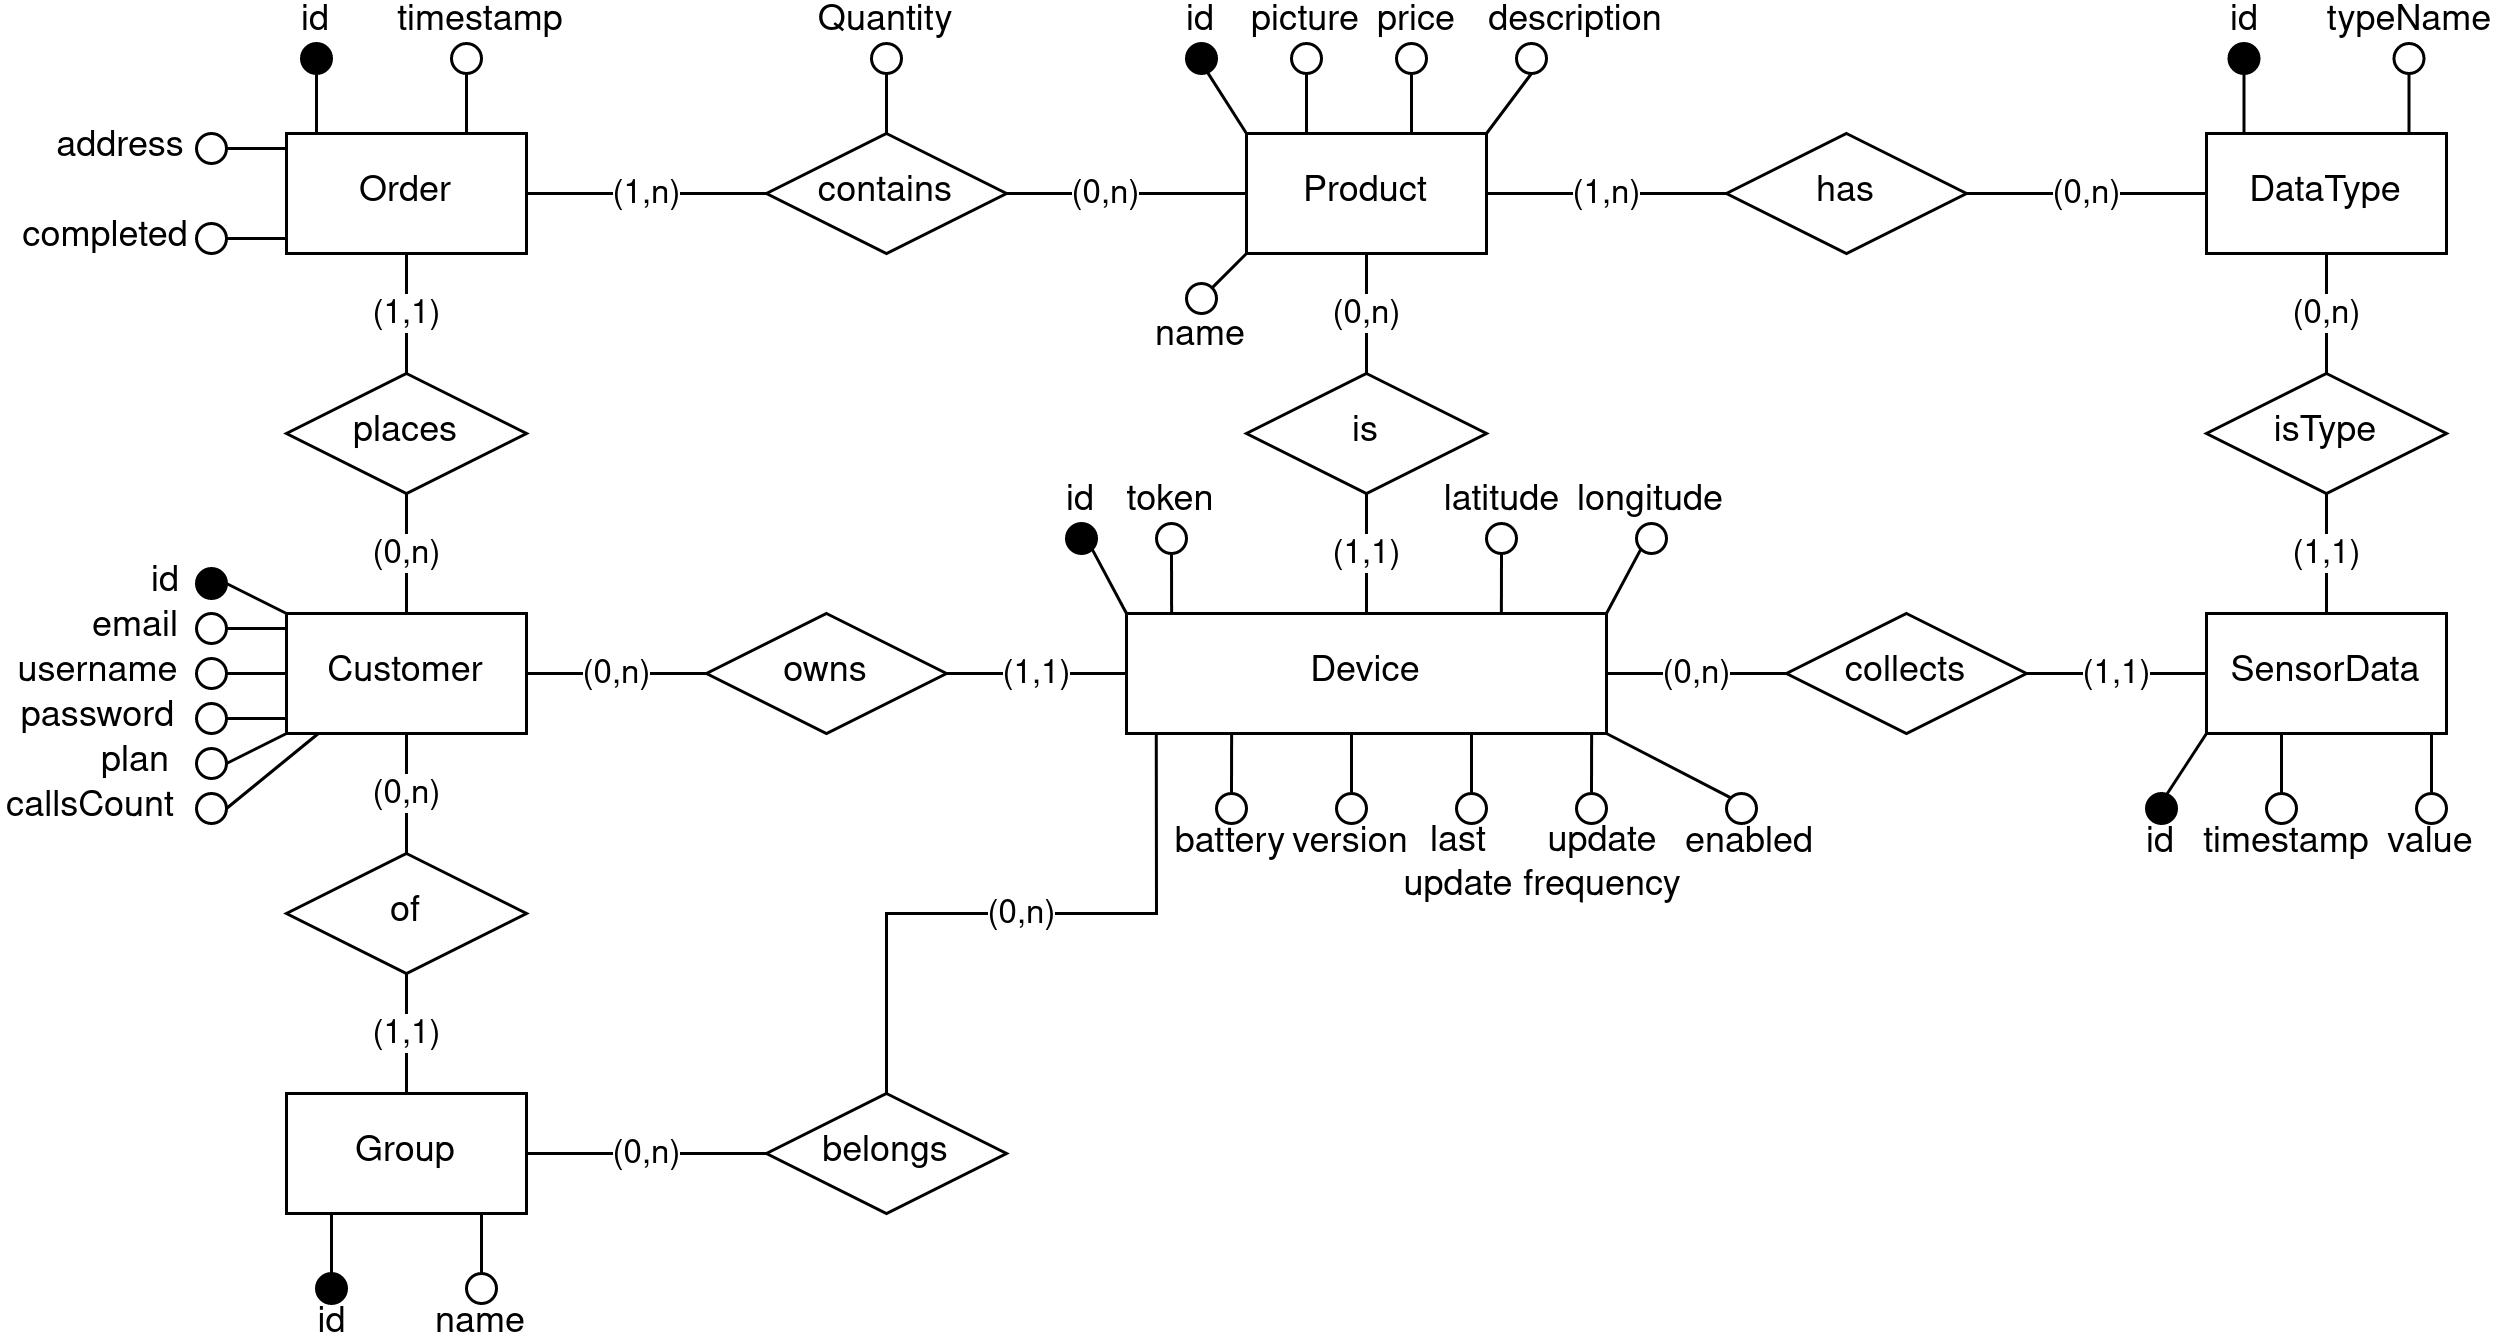 id
timestamp
Quantity
id
picture
price
description
id
typeName
address
completed
Order
(1,n)
contains
(0,n)
Product
(1,n)
has
(0,n)
DataType
name
(1,1)
(0,n)
(0,n)
places
is
isType
(0,n)
id
token
(1,1)
latitude
longitude
(1,1)
id
email
username
password
plan
callsCount
Customer
(0,n)
owns
(1,1)
Device
(0,n)
collects
(1,1)
SensorData
(0,n)
battery
version
last
update
update
frequency
enabled
id
timestamp
value
of
(0,n)
(1,1)
Group
(0,n)
belongs
id
name